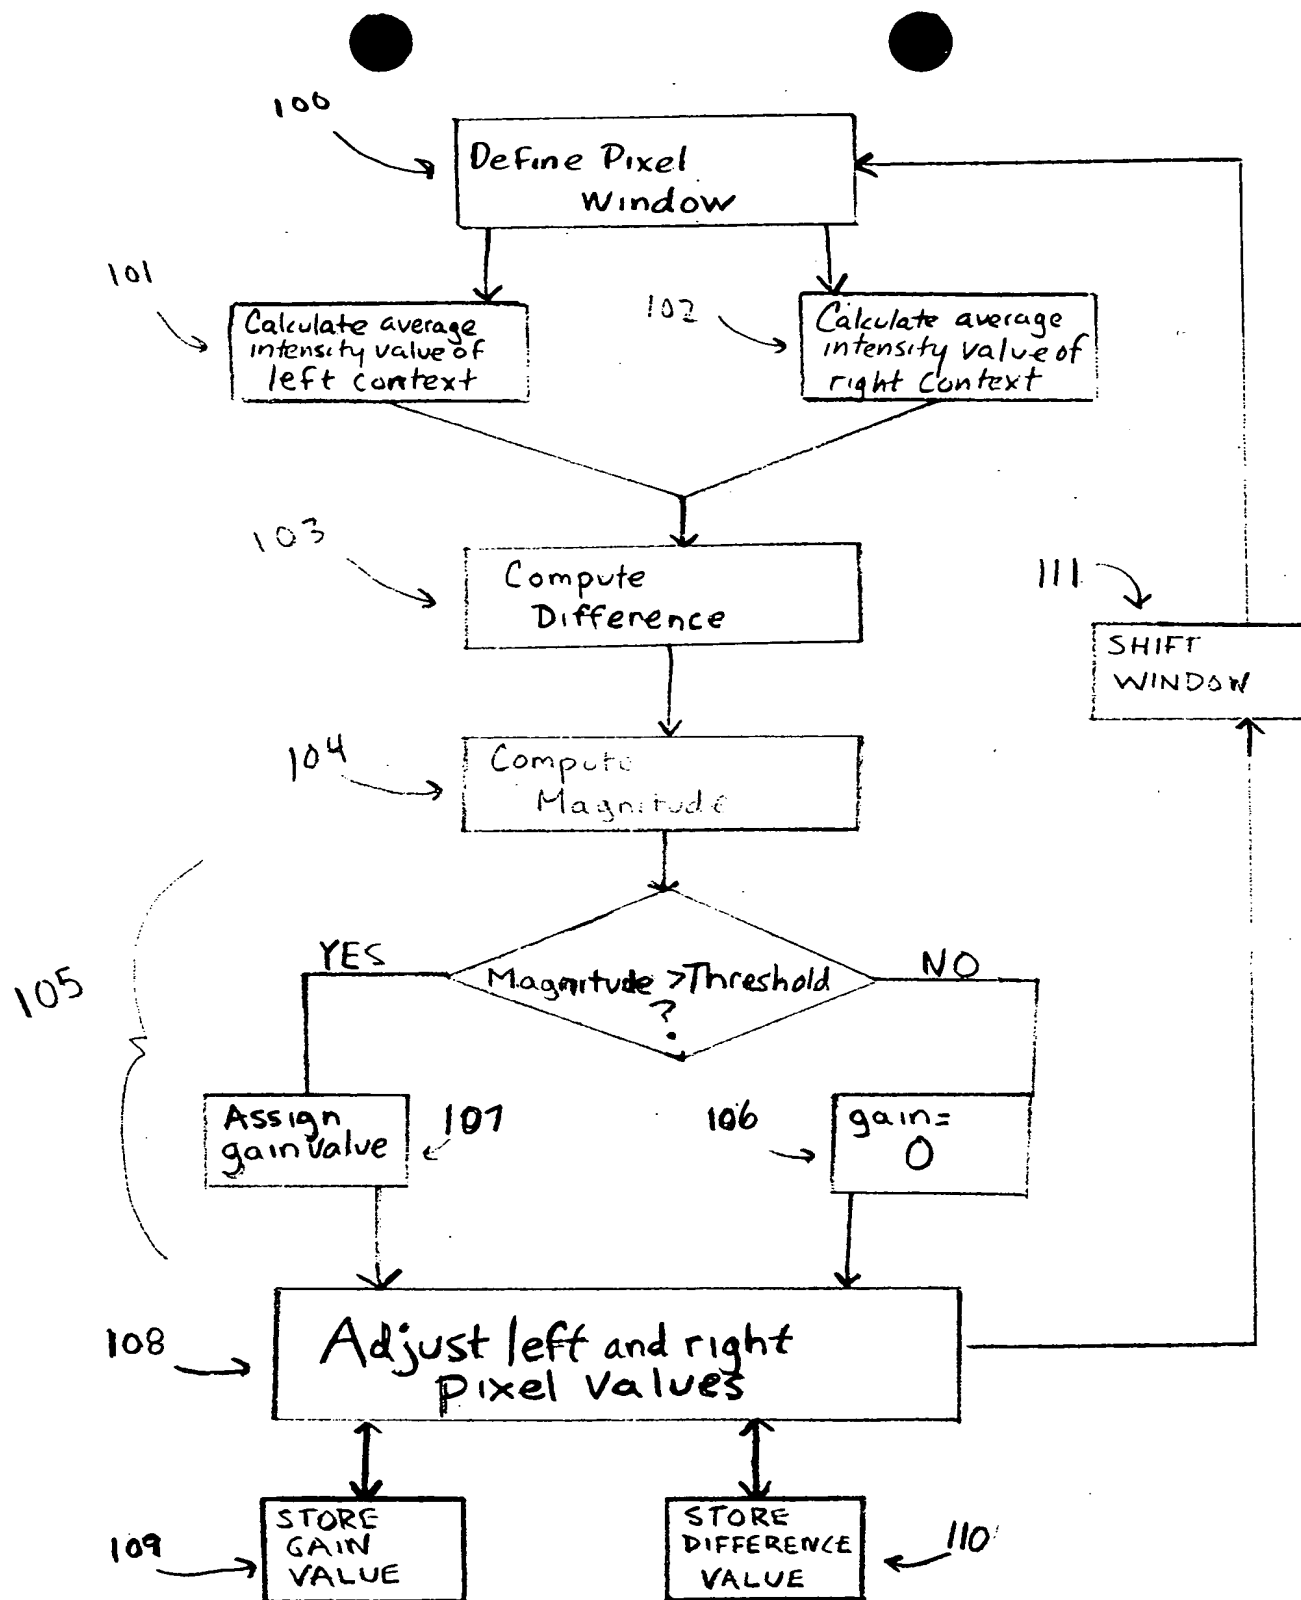 100
Define Pixel
Window
101
Calculate average
intensity value of
left context
102
Calculate average
intensity value of
right Context
103
Compute
Difference
111
SHIFT
WINDOW
104
Compute
Magnitude
105
YES
Magnitude >Threshold
?
NO
Assign
gain value
107
106
gain=
0
108
Adjust left and right
pixel values
109
STORE
GAIN
VALUE
STORE
DIFFERENCE
VALUE
110